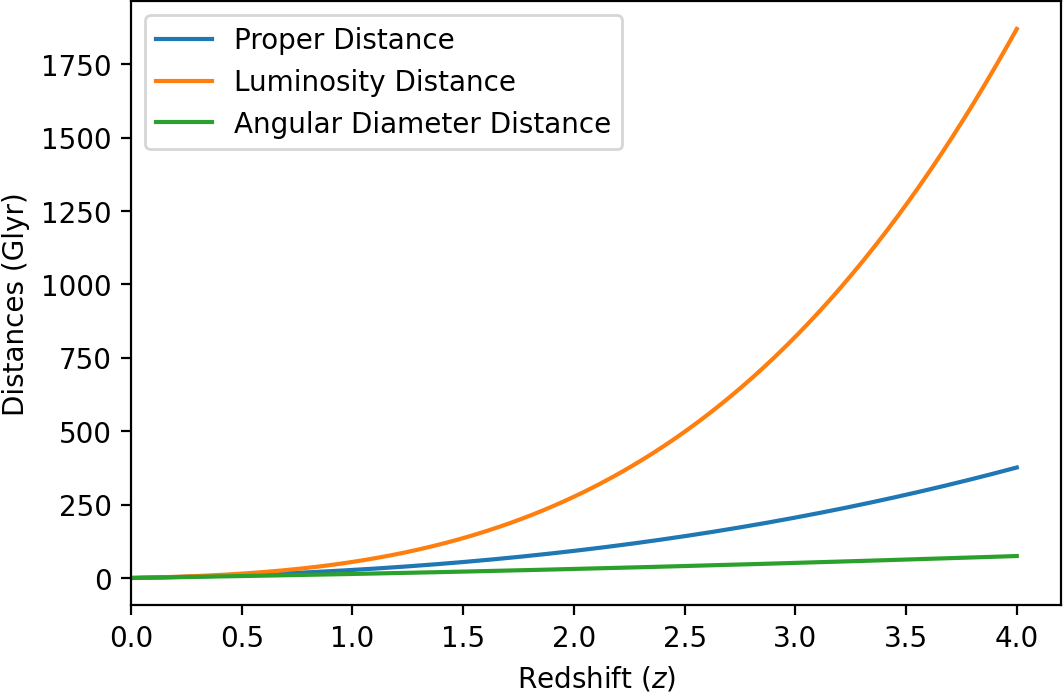 Proper Distance
Luminosity Distance
Angular Diameter Distance
1750
1500
1250
1000
750
500
250
0
Distances (Glyr)
0.0 0.5 1.0 1.5 2.0 2.5 3.0 3.5 4.0
Redshift (z)